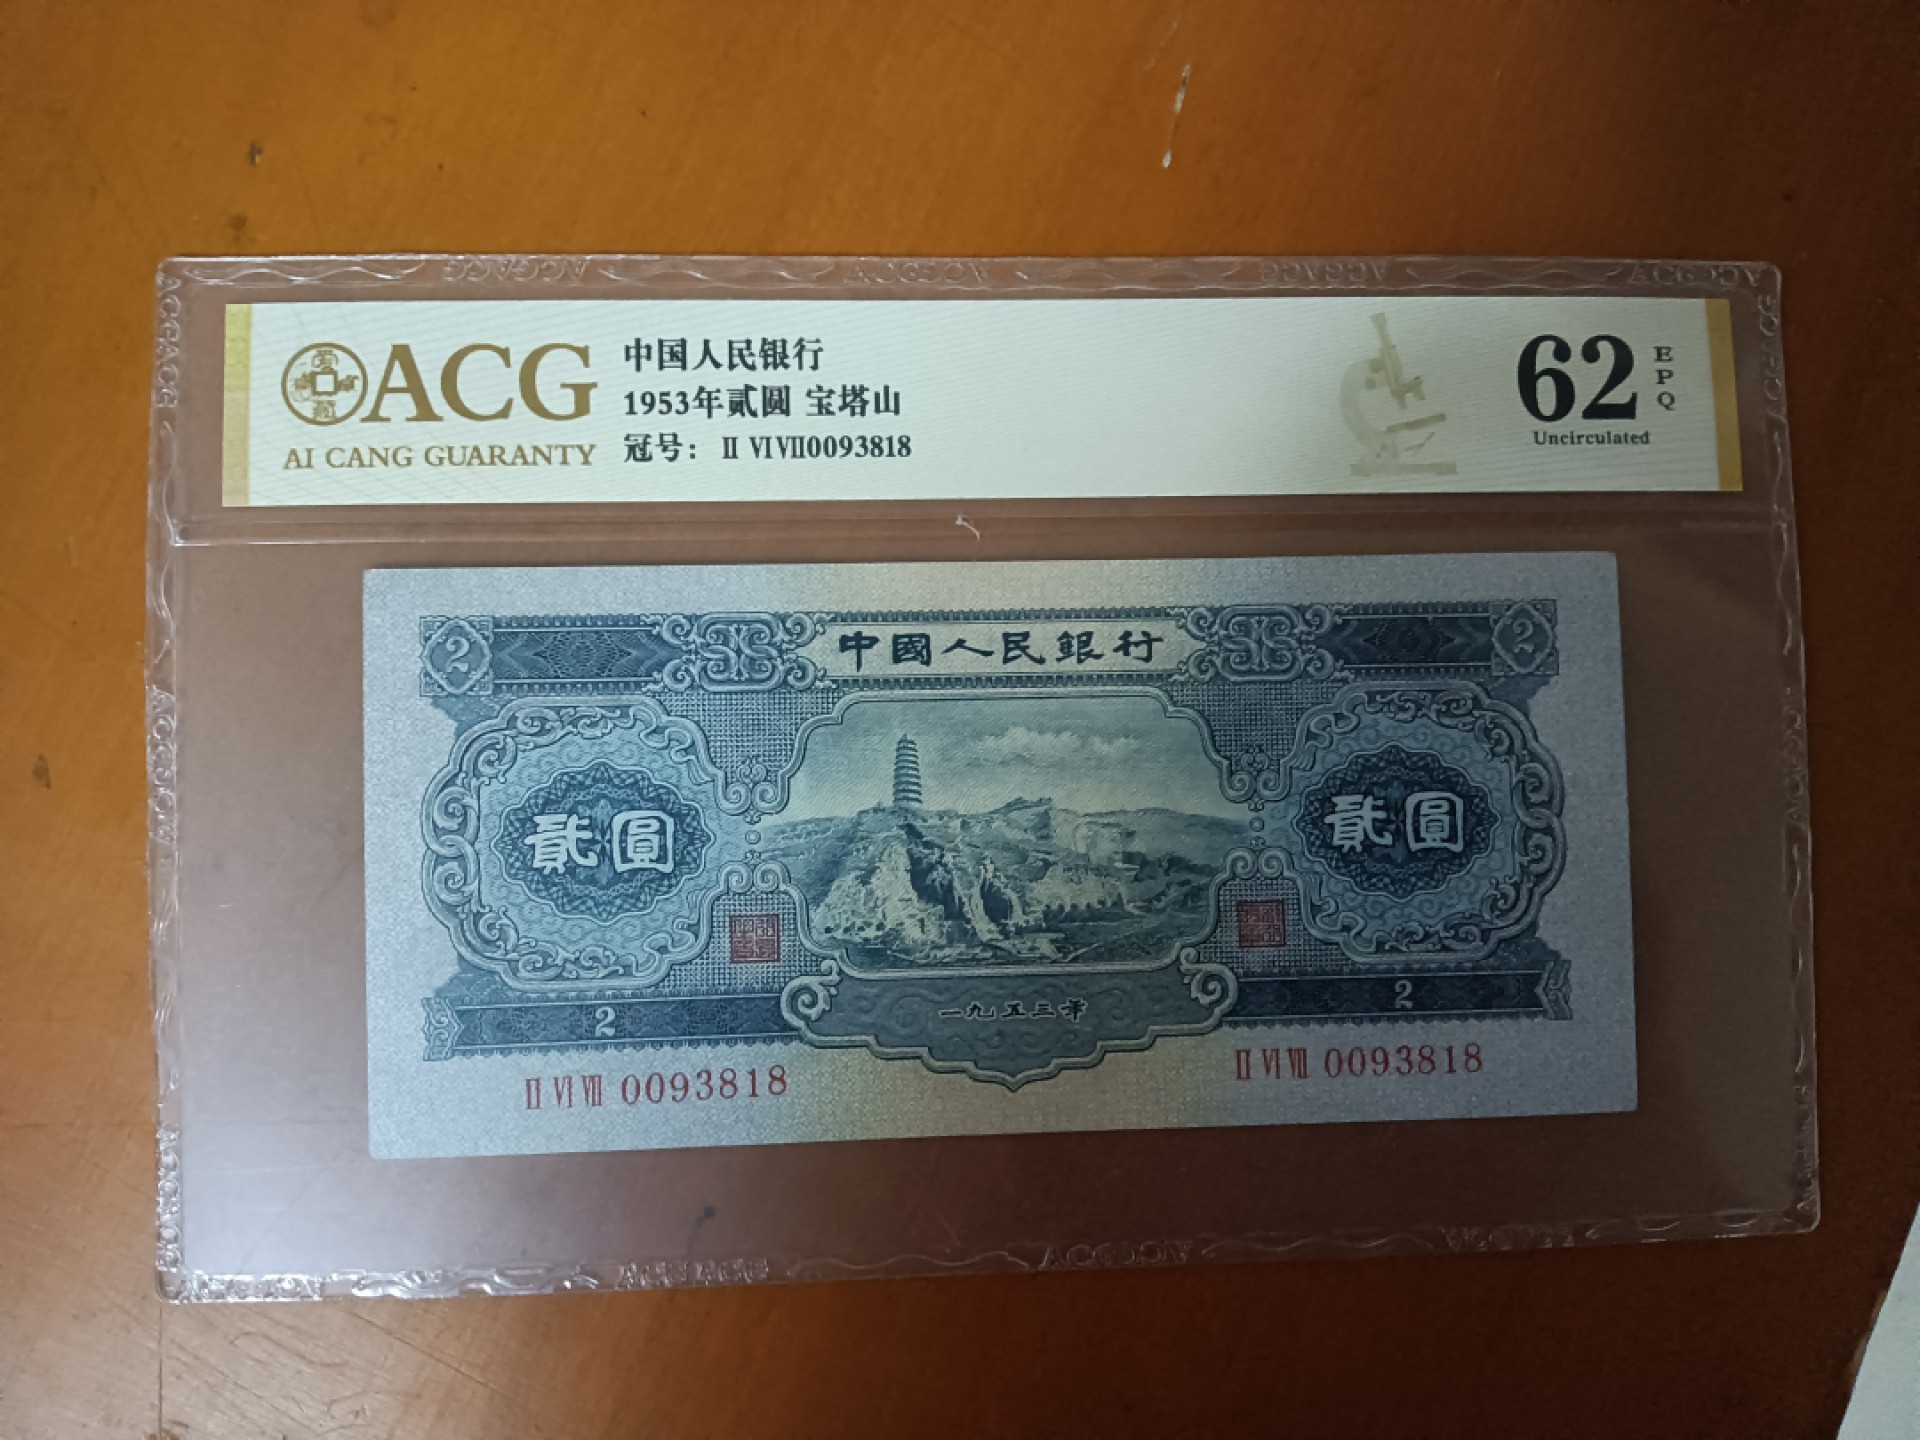 ACG
AI CANG GUARANTY
中国人民银行
1953年贰圆 宝塔山
冠号： Ⅱ ⅥⅦ0093818
62
EPQ
Uncirculated
2
中國人民銀行
2
貳圓
貳圓
一九五三年
2
2
Ⅱ Ⅵ Ⅶ 0093818
Ⅱ Ⅵ Ⅶ 0093818